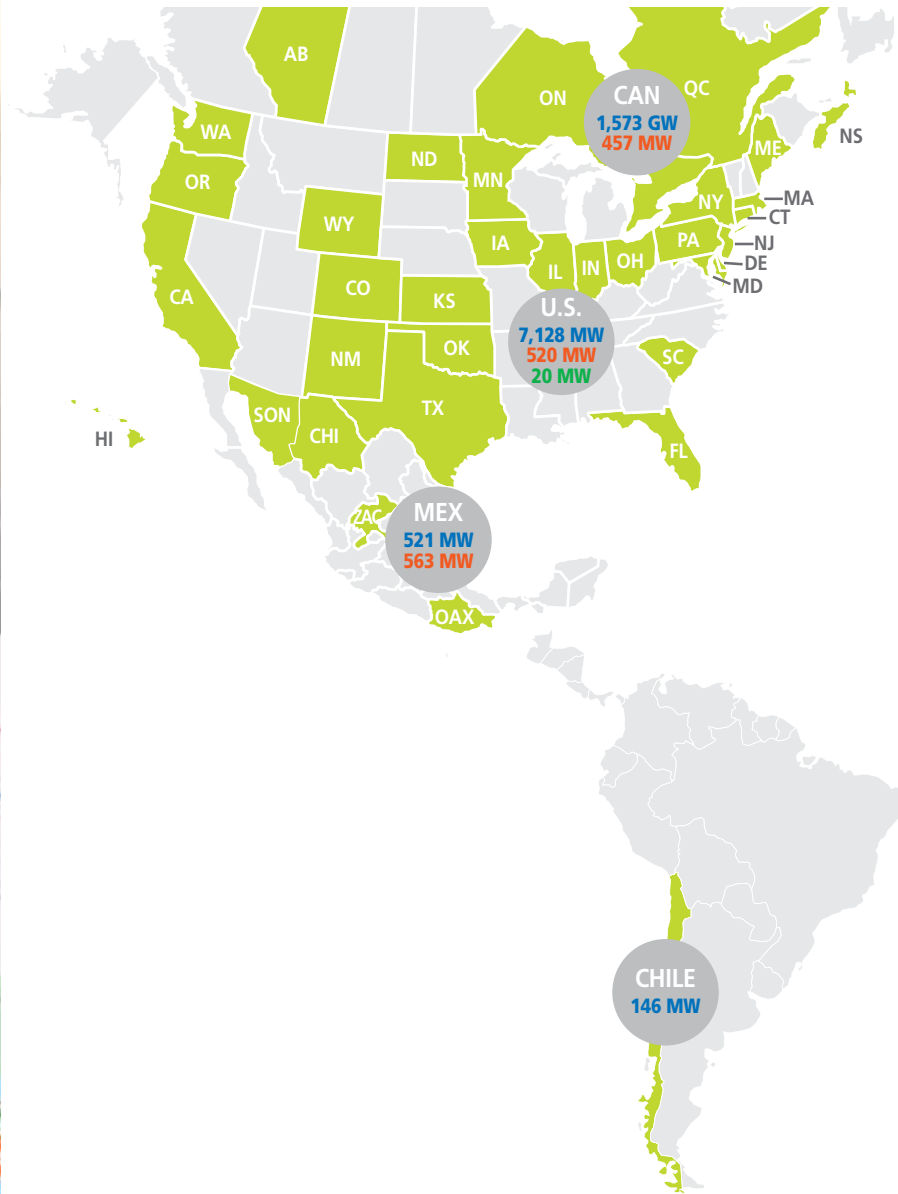 AB
ON
QC
CAN
1,573 GW
457 MW
NS
WA
ND
ME
OR
MN
WY
NY
MA
CT
IA
PA
NJ
IL
IN
OH
DE
MD
CA
CO
KS
U.S.
7,128 MW
520 MW
20 MW
NM
OK
SC
TX
SON
CHI
HI
FL
ZAC
MEX
521 MW
563 MW
OAX
CHILE
146 MW